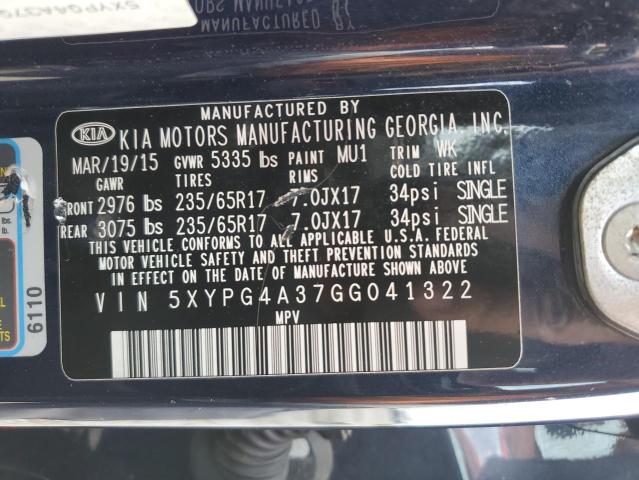 5XYPG4A37G
MANUFACTURED BY
KIA KIA MOTORS MANUFACTURING GEORGIA, INC.
MAR/19/15 GVWR 5335 lbs PAINT MU1 TRIM WK
GAWR TIRES RIMS COLD TIRE INFL
FRONT 2976 lbs 235/65R17 7.0JX17 34psi SINGLE
REAR 3075 lbs 235/65R17 7.0JX17 34psi SINGLE
THIS VEHICLE CONFORMS TO ALL APPLICABLE U.S.A. FEDERAL
MOTOR VEHICLE SAFETY AND THEFT PREVENTION STANDARDS
IN EFFECT ON THE DATE OF MANUFACTURE SHOWN ABOVE.
VIN 5XYPG4A37GG041322
MPV
lbs.
6110